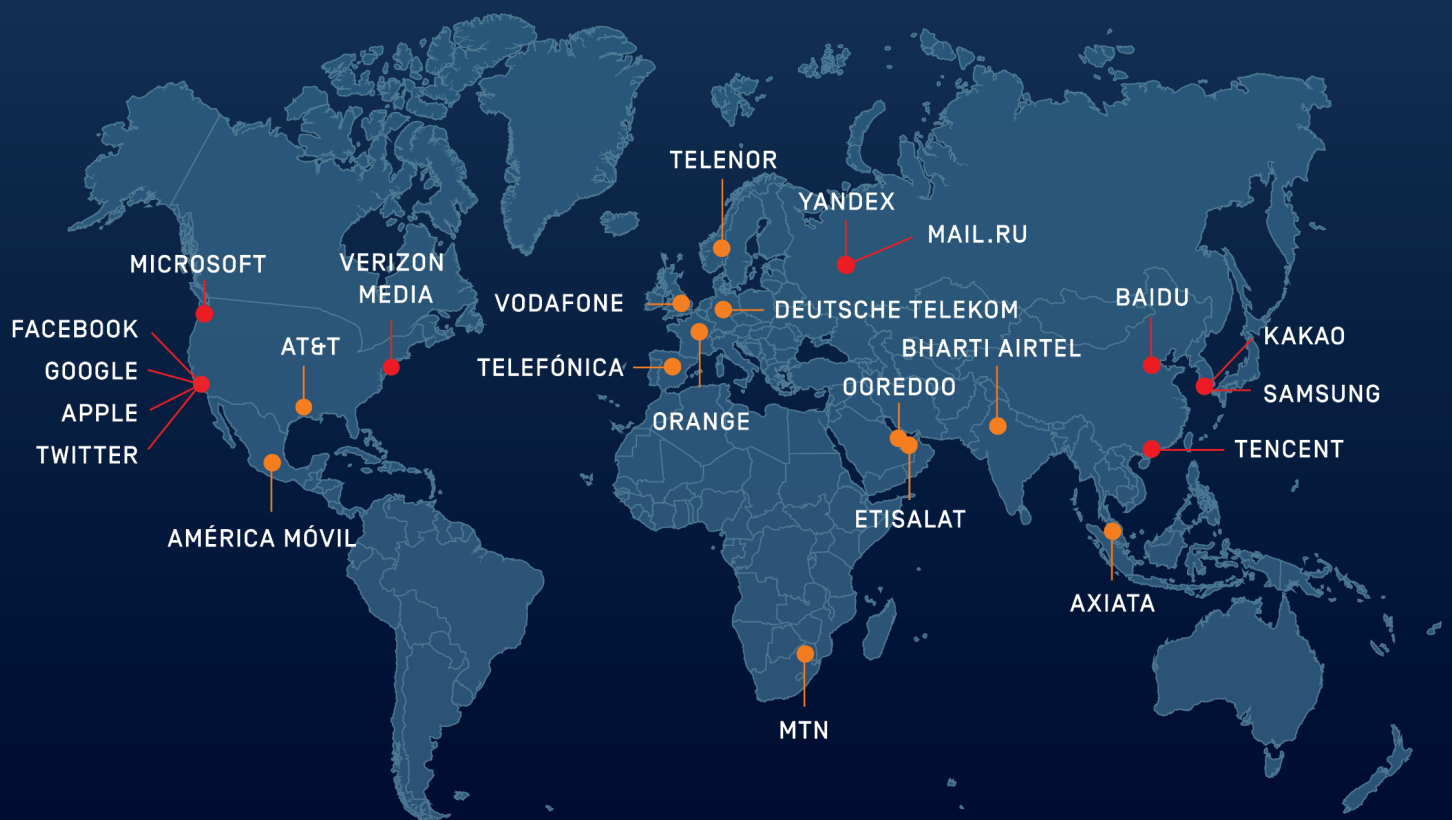 TELENOR
YANDEX
MAIL.RU
MICROSOFT
VERIZON
MEDIA
VODAFONE
DEUTSCHE TELEKOM
BAIDU
FACEBOOK
KAKAO
AT&T
BHARTI AIRTEL
GOOGLE
TELEFÓNICA
OOREDOO
SAMSUNG
APPLE
ORANGE
TWITTER
TENCENT
ETISALAT
AMÉRICA MÓVIL
AXIATA
MTN